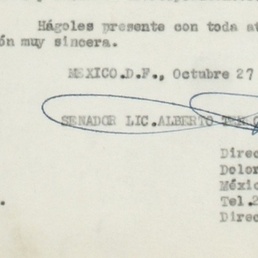 Hágoles presente con toda
ón muy sincera.
MEXICO.D.F., Octubre 27
SENADOR LIC.ALBERTO
Direc
Dolor
Méxic
Tel.2
Direc